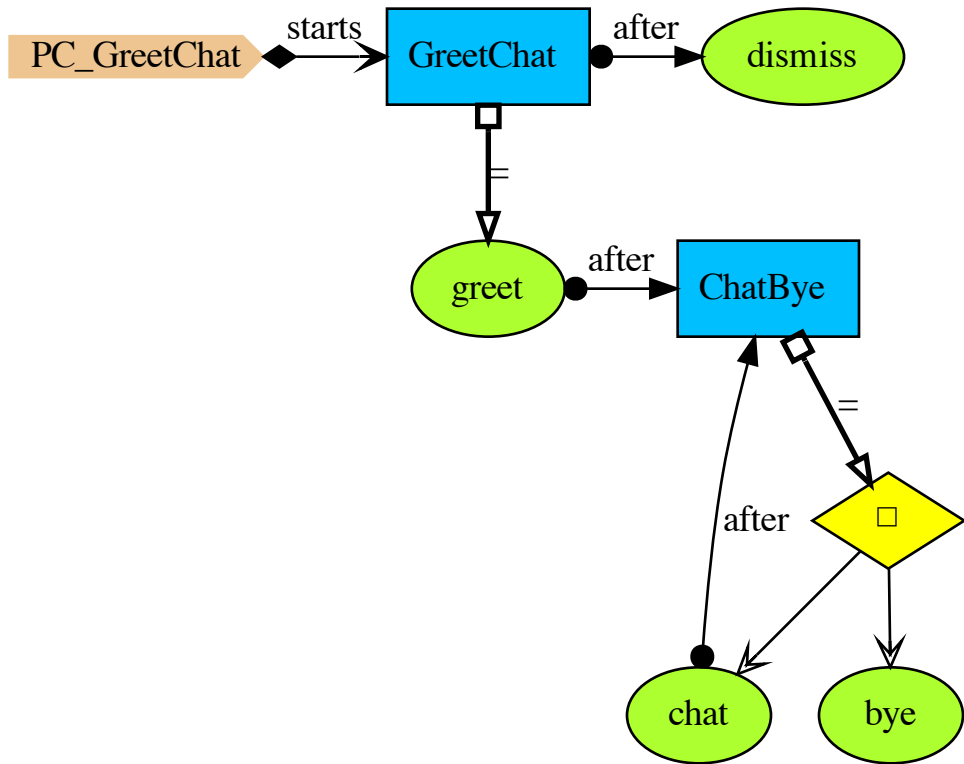 starts
after
PC_GreetChat
GreetChat
dismiss
=
after
greet
ChatBye
=
□
after
chat
bye